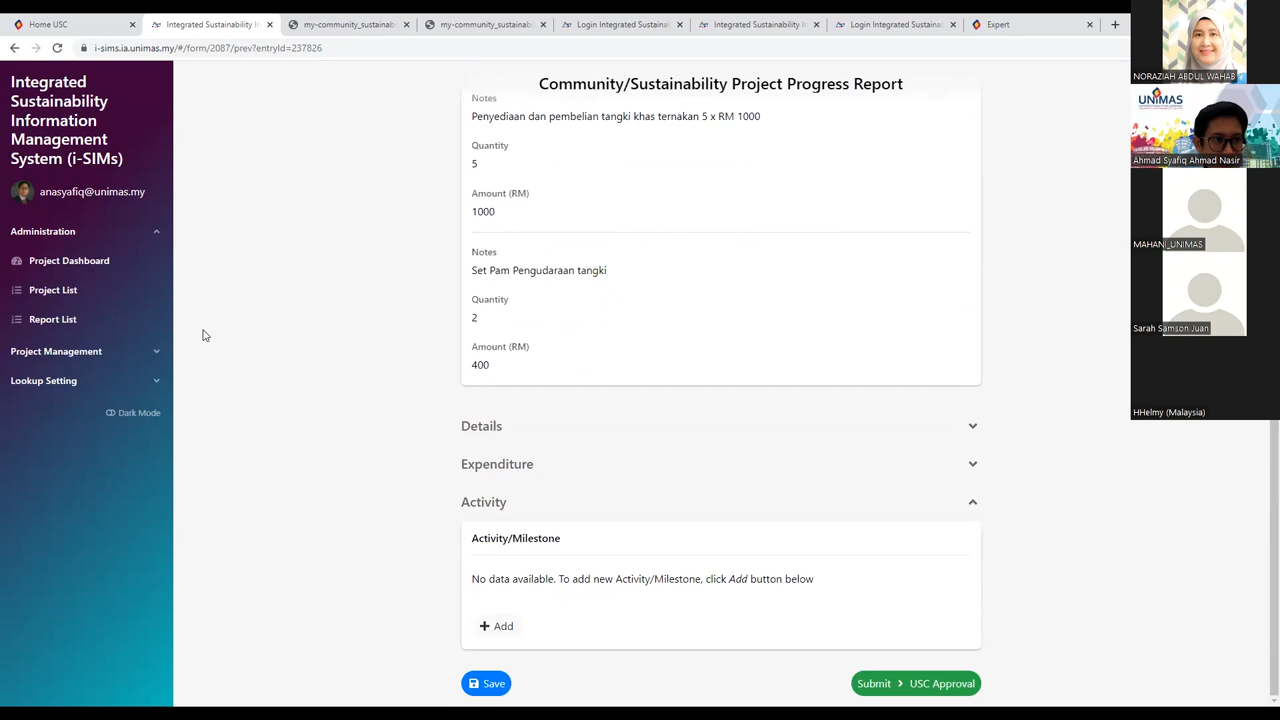 Home USC
Integrated Sustainability In
my-community_sustainab
my-community_sustainab
Login Integrated Sustaina
Integrated Sustainability In
Login Integrated Sustaina
Expert
i-sims.ia.unimas.my/#/form/2087/prev?entryId=237826
Integrated
Sustainability
Information
Management
System (i-SIMs)
anasyafiq@unimas.my
Administration
Project Dashboard
Project List
Report List
Project Management
Lookup Setting
Dark Mode
Community/Sustainability Project Progress Report
Notes
Penyediaan dan pembelian tangki khas ternakan 5 x RM 1000
Quantity
5
Amount (RM)
1000
Notes
Set Pam Pengudaraan tangki
Quantity
2
Amount (RM)
400
Details
Expenditure
Activity
Activity/Milestone
No data available. To add new Activity/Milestone, click Add button below
Add
Save
Submit > USC Approval
NORAZIAH ABDUL WAHAB
UNIMAS
Ahmad Syafiq Ahmad Nasir
MAHANI_UNIMAS
Sarah Samson Juan
HHelmy (Malaysia)